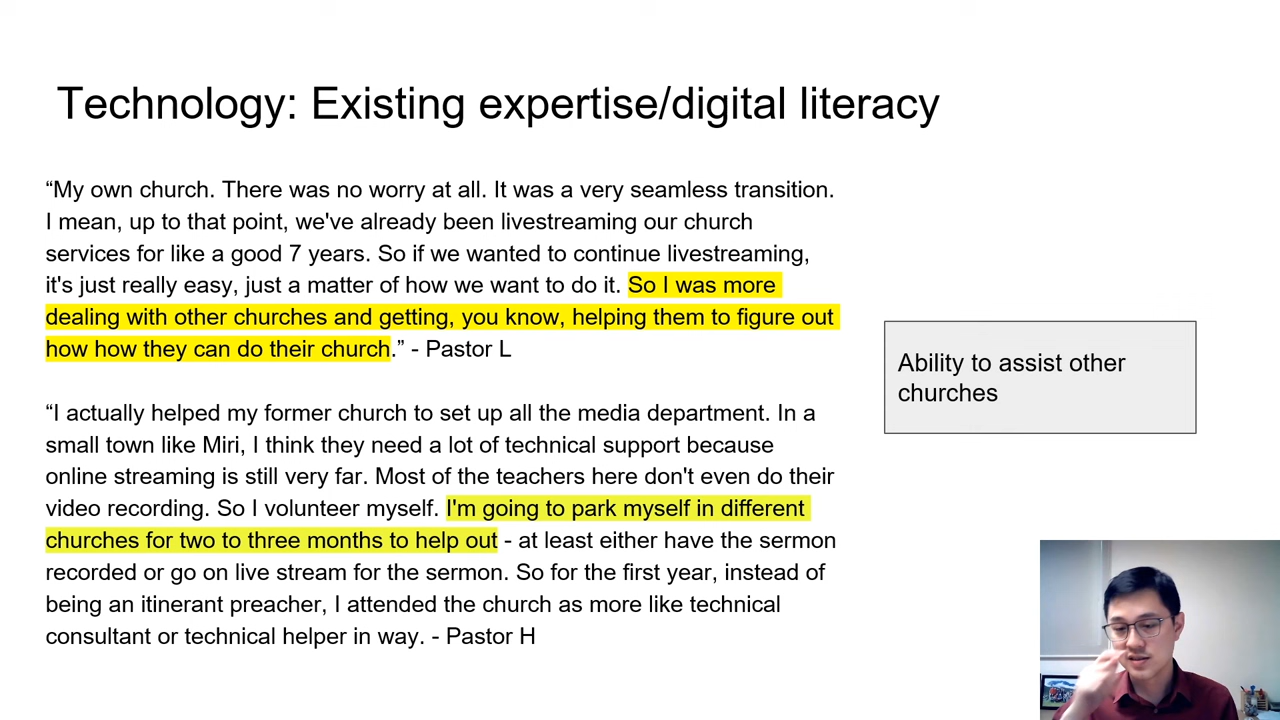 Technology: Existing expertise/digital literacy
“My own church. There was no worry at all. It was a very seamless transition.
I mean, up to that point, we've already been livestreaming our church
services for like a good 7 years. So if we wanted to continue livestreaming,
it's just really easy, just a matter of how we want to do it. So I was more
dealing with other churches and getting, you know, helping them to figure out
how how they can do their church.” - Pastor L
“I actually helped my former church to set up all the media department. In a
small town like Miri, I think they need a lot of technical support because
online streaming is still very far. Most of the teachers here don't even do their
video recording. So I volunteer myself. I'm going to park myself in different
churches for two to three months to help out - at least either have the sermon
recorded or go on live stream for the sermon. So for the first year, instead of
being an itinerant preacher, I attended the church as more like technical
consultant or technical helper in way. - Pastor H
Ability to assist other
churches